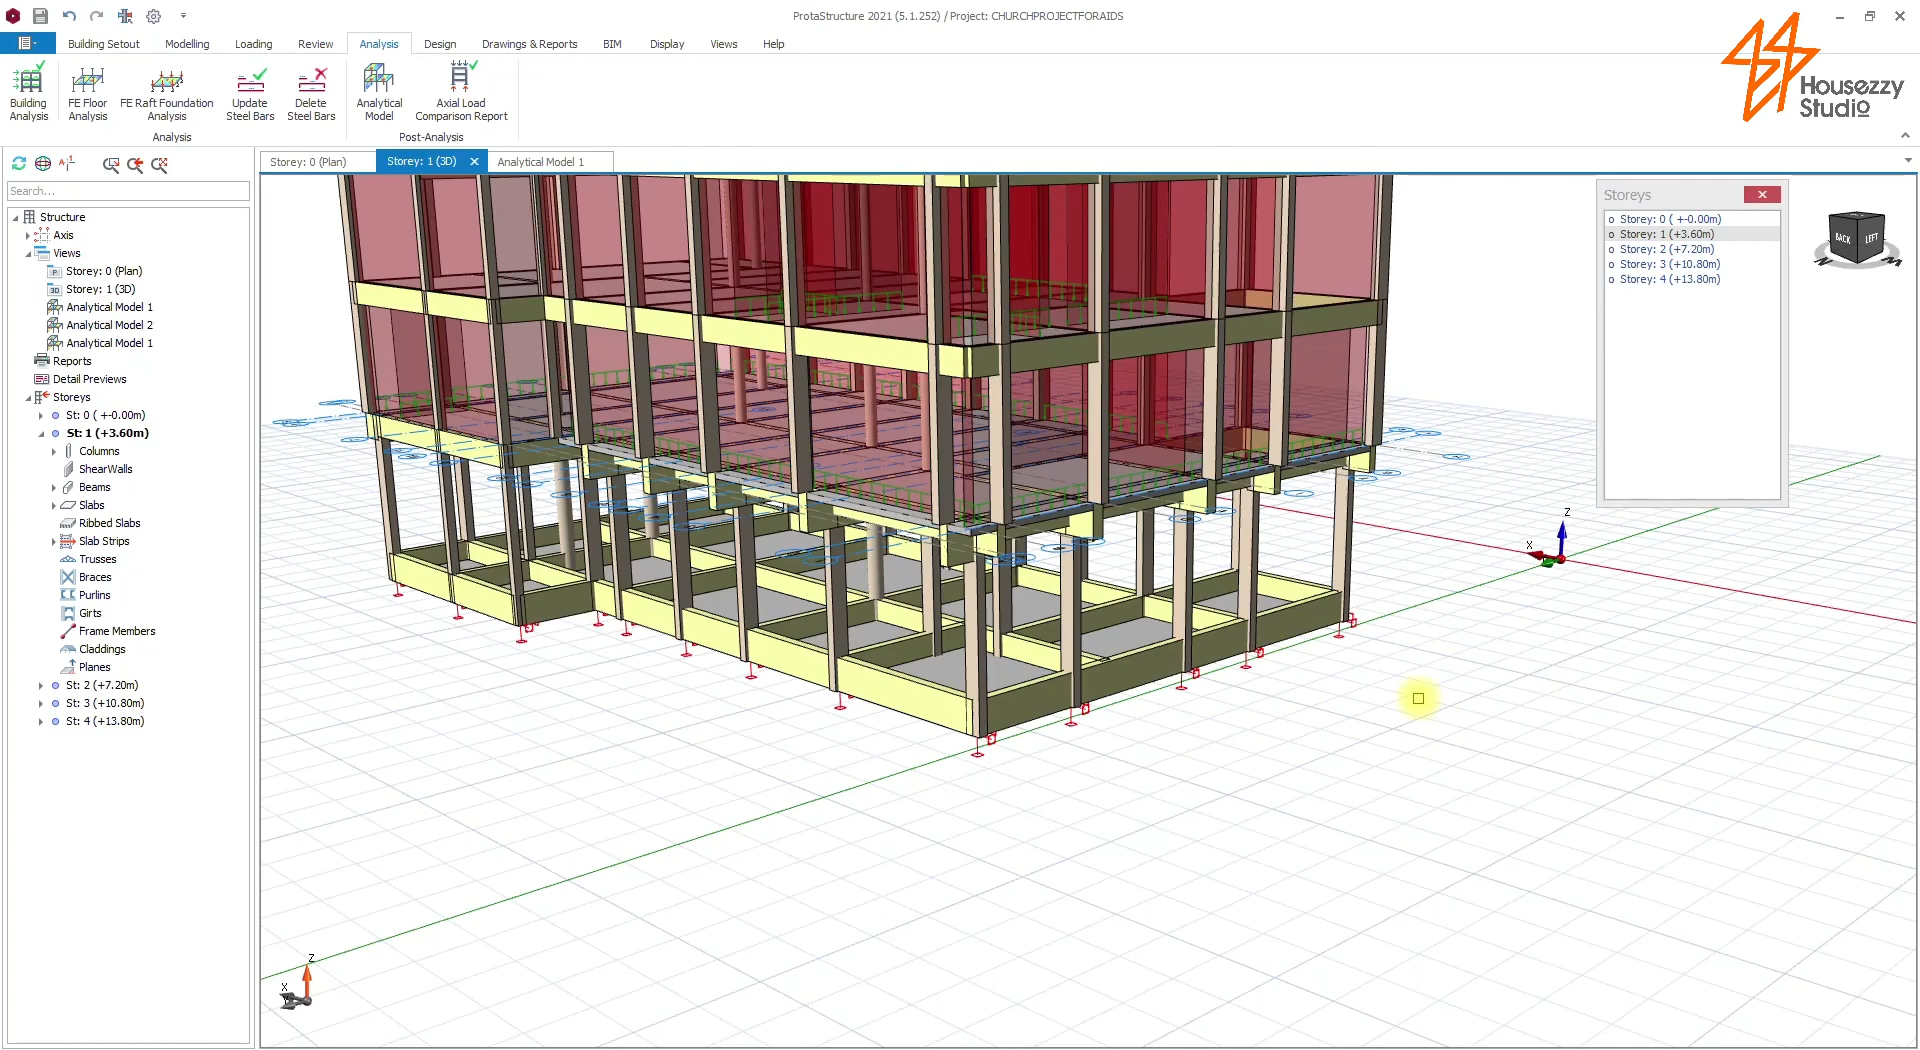 ProtaStructure 2021 (5.1.252) / Project: CHURCHPROJECTFORAIDS
Building Setout Modelling Loading Review Analysis Design Drawings & Reports BIM Display Views Help
Building Analysis
FE Floor Analysis
FE Raft Foundation Analysis
Update Steel Bars
Delete Steel Bars
Analytical Model
Axial Load Comparison Report
Analysis
Post-Analysis
Housezzy
Studio
Storey: 0 (Plan) Storey: 1 (3D) Analytical Model 1
Search...
Structure
Axis
Views
Storey: 0 (Plan)
Storey: 1 (3D)
Analytical Model 1
Analytical Model 2
Analytical Model 1
Reports
Detail Previews
Storeys
St: 0 ( +-0.00m)
St: 1 (+3.60m)
Columns
ShearWalls
Beams
Slabs
Ribbed Slabs
Slab Strips
Trusses
Braces
Purlins
Girts
Frame Members
Claddings
Planes
St: 2 (+7.20m)
St: 3 (+10.80m)
St: 4 (+13.80m)
Storeys
Storey: 0 ( +-0.00m)
Storey: 1 (+3.60m)
Storey: 2 (+7.20m)
Storey: 3 (+10.80m)
Storey: 4 (+13.80m)
BACK LEFT
Z
X
Z
X